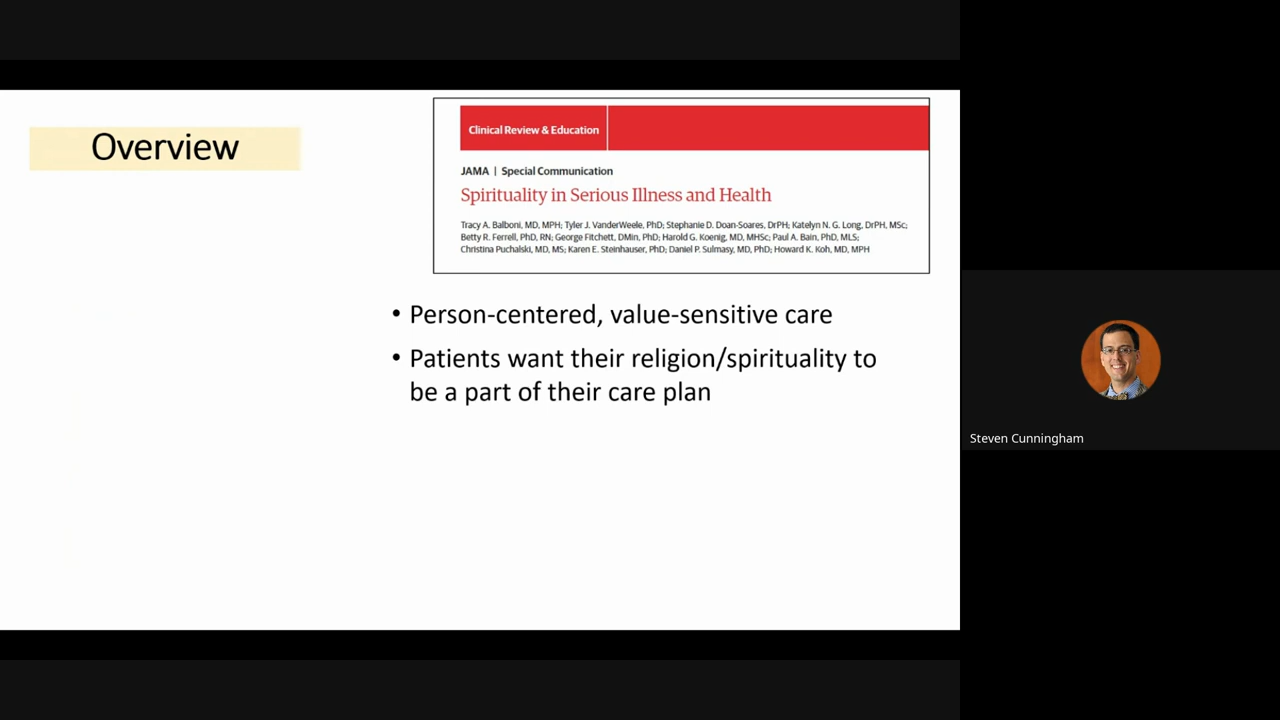 Overview
Clinical Review & Education
JAMA | Special Communication
Spirituality in Serious Illness and Health
Tracy A. Balboni, MD, MPH; Tyler J. VanderWeele, PhD; Stephanie D. Doan-Soares, DrPH; Katelyn N. G. Long, DrPH, MSc;
Betty R. Ferrell, PhD, RN; George Fitchett, DMin, PhD; Harold G. Koenig, MD, MHSc; Paul A. Bain, PhD, MLS;
Christina Puchalski, MD, MS; Karen E. Steinhauser, PhD; Daniel P. Sulmasy, MD, PhD; Howard K. Koh, MD, MPH
• Person-centered, value-sensitive care
• Patients want their religion/spirituality to
be a part of their care plan
Steven Cunningham